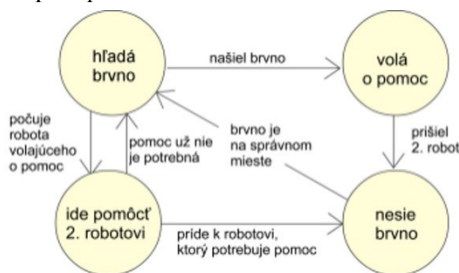 hľadá
brvno
našiel brvno
volá
o pomoc
počuje
robota
volajúceho
o pomoc
pomoc už nie
je potrebná
brvno je
na správnom
mieste
prišiel
2. robot
ide pomôcť
2. robotovi
príde k robotovi,
ktorý potrebuje pomoc
nesie
brvno